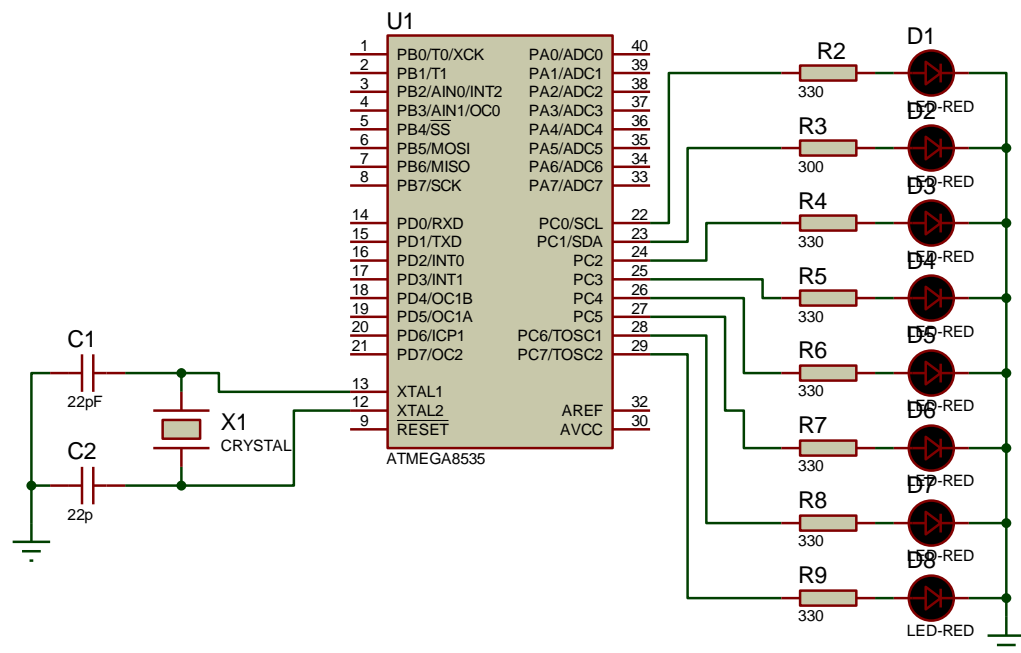 U1
1 PB0/T0/XCK PA0/ADC0 40
2 PB1/T1 PA1/ADC1 39
3 PB2/AIN0/INT2 PA2/ADC2 38
4 PB3/AIN1/OC0 PA3/ADC3 37
5 PB4/SS PA4/ADC4 36
6 PB5/MOSI PA5/ADC5 35
7 PB6/MISO PA6/ADC6 34
8 PB7/SCK PA7/ADC7 33
14 PD0/RXD PC0/SCL 22
15 PD1/TXD PC1/SDA 23
16 PD2/INT0 PC2 24
17 PD3/INT1 PC3 25
18 PD4/OC1B PC4 26
19 PD5/OC1A PC5 27
20 PD6/ICP1 PC6/TOSC1 28
21 PD7/OC2 PC7/TOSC2 29
13 XTAL1
12 XTAL2 AREF 32
9 RESET AVCC 30
ATMEGA8535
C1
22pF
X1
CRYSTAL
C2
22p
R2 D1
330 LED-RED
R3 D2
300 LED-RED
R4 D3
330 LED-RED
R5 D4
330 LED-RED
R6 D5
330 LED-RED
R7 D6
330 LED-RED
R8 D7
330 LED-RED
R9 D8
330 LED-RED